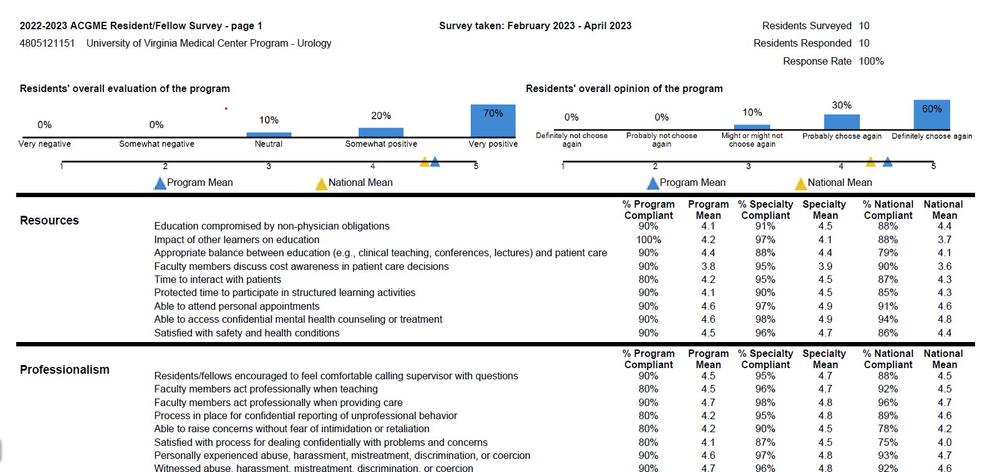 2022-2023 ACGME Resident/Fellow Survey - page 1 Survey taken: February 2023 - April 2023 Residents Surveyed 10
4805121151 University of Virginia Medical Center Program - Urology Residents Responded 10
Response Rate 100%
Residents' overall evaluation of the program
0% 0% 10% 20% 70%
Very negative Somewhat negative Neutral Somewhat positive Very positive
1 2 3 4 5
Program Mean National Mean
Residents' overall opinion of the program
0% 0% 10% 30% 60%
Definitely not choose again Probably not choose again Might or might not choose again Probably choose again Definitely choose again
1 2 3 4 5
Program Mean National Mean
Resources
% Program Compliant Program Mean % Specialty Compliant Specialty Mean % National Compliant National Mean
Education compromised by non-physician obligations 90% 4.1 91% 4.5 88% 4.4
Impact of other learners on education 100% 4.2 97% 4.1 88% 3.7
Appropriate balance between education (e.g., clinical teaching, conferences, lectures) and patient care 90% 4.4 88% 4.4 79% 4.1
Faculty members discuss cost awareness in patient care decisions 90% 3.8 95% 3.9 90% 3.6
Time to interact with patients 80% 4.2 95% 4.5 87% 4.3
Protected time to participate in structured learning activities 90% 4.1 90% 4.5 85% 4.3
Able to attend personal appointments 90% 4.6 97% 4.9 91% 4.6
Able to access confidential mental health counseling or treatment 90% 4.6 98% 4.9 94% 4.8
Satisfied with safety and health conditions 90% 4.5 96% 4.7 86% 4.4
Professionalism
% Program Compliant Program Mean % Specialty Compliant Specialty Mean % National Compliant National Mean
Residents/fellows encouraged to feel comfortable calling supervisor with questions 90% 4.5 95% 4.7 88% 4.5
Faculty members act professionally when teaching 80% 4.5 96% 4.7 92% 4.5
Faculty members act professionally when providing care 90% 4.7 98% 4.8 96% 4.7
Process in place for confidential reporting of unprofessional behavior 80% 4.2 95% 4.8 89% 4.6
Able to raise concerns without fear of intimidation or retaliation 80% 4.2 90% 4.5 78% 4.2
Satisfied with process for dealing confidentially with problems and concerns 80% 4.1 87% 4.5 75% 4.0
Personally experienced abuse, harassment, mistreatment, discrimination, or coercion 90% 4.6 97% 4.8 93% 4.7
Witnessed abuse, harassment, mistreatment, discrimination, or coercion 90% 4.7 96% 4.8 92% 4.6